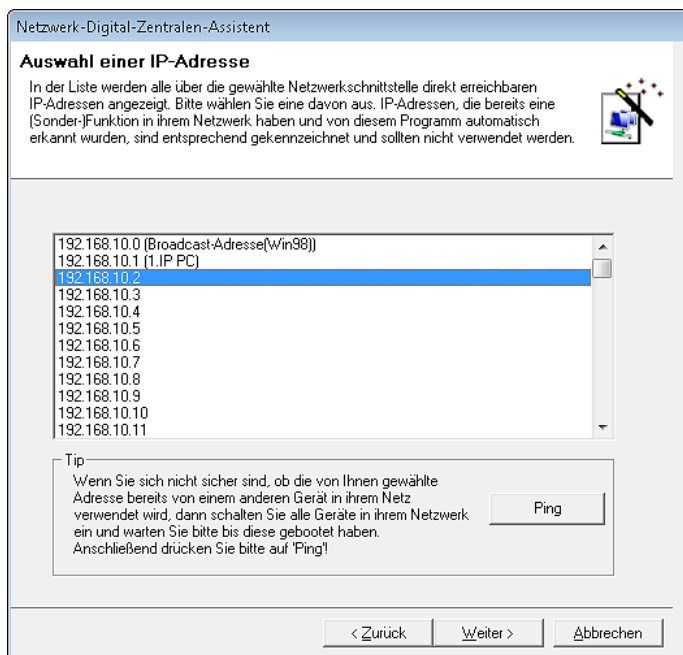 Netzwerk-Digital-Zentralen-Assistent
Auswahl einer IP-Adresse
In der Liste werden alle über die gewählte Netzwerkschnittstelle direkt erreichbaren
IP-Adressen angezeigt. Bitte wählen Sie eine davon aus. IP-Adressen, die bereits eine
(Sonder-)Funktion in ihrem Netzwerk haben und von diesem Programm automatisch
erkannt wurden, sind entsprechend gekennzeichnet und sollten nicht verwendet werden.
192.168.10.0 (Broadcast-Adresse(Win98))
192.168.10.1 (1.IP PC)
192.168.10.2
192.168.10.3
192.168.10.4
192.168.10.5
192.168.10.6
192.168.10.7
192.168.10.8
192.168.10.9
192.168.10.10
192.168.10.11
Tip
Wenn Sie sich nicht sicher sind, ob die von Ihnen gewählte
Adresse bereits von einem anderen Gerät in ihrem Netz
verwendet wird, dann schalten Sie alle Geräte in ihrem Netzwerk
ein und warten Sie bitte bis diese gebootet haben.
Anschließend drücken Sie bitte auf 'Ping'!
Ping
< Zurück
Weiter >
Abbrechen